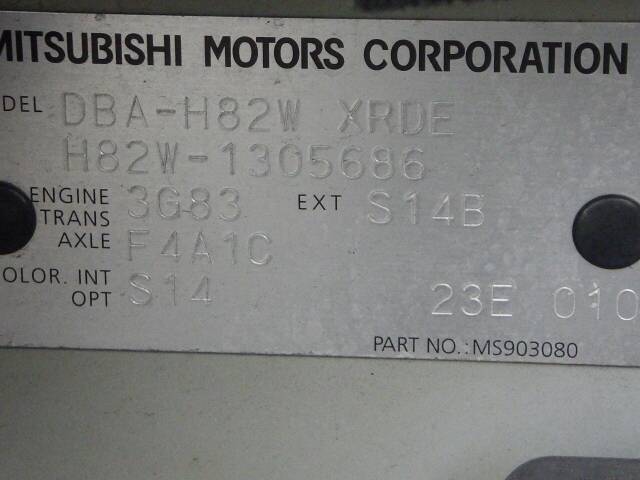 MITSUBISHI MOTORS CORPORATION
DEL DBA-H82W XRDE
H82W-1305686
ENGINE 3G83 EXT S14B
TRANS
AXLE F4A1C
OLOR. INT S14
OPT 23E 010
PART NO.: MS903080